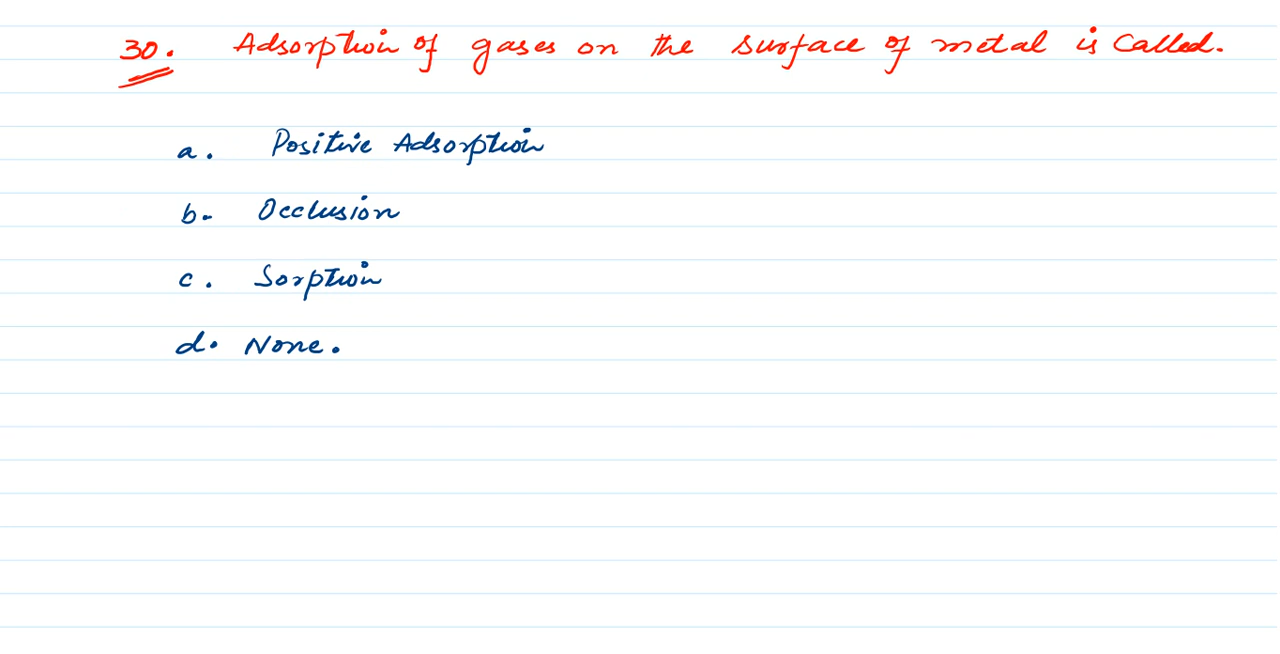 30. Adsorption of gases on the surface of metal is called.
a. Positive Adsorption
b. Occlusion
c. Sorption
d. None.